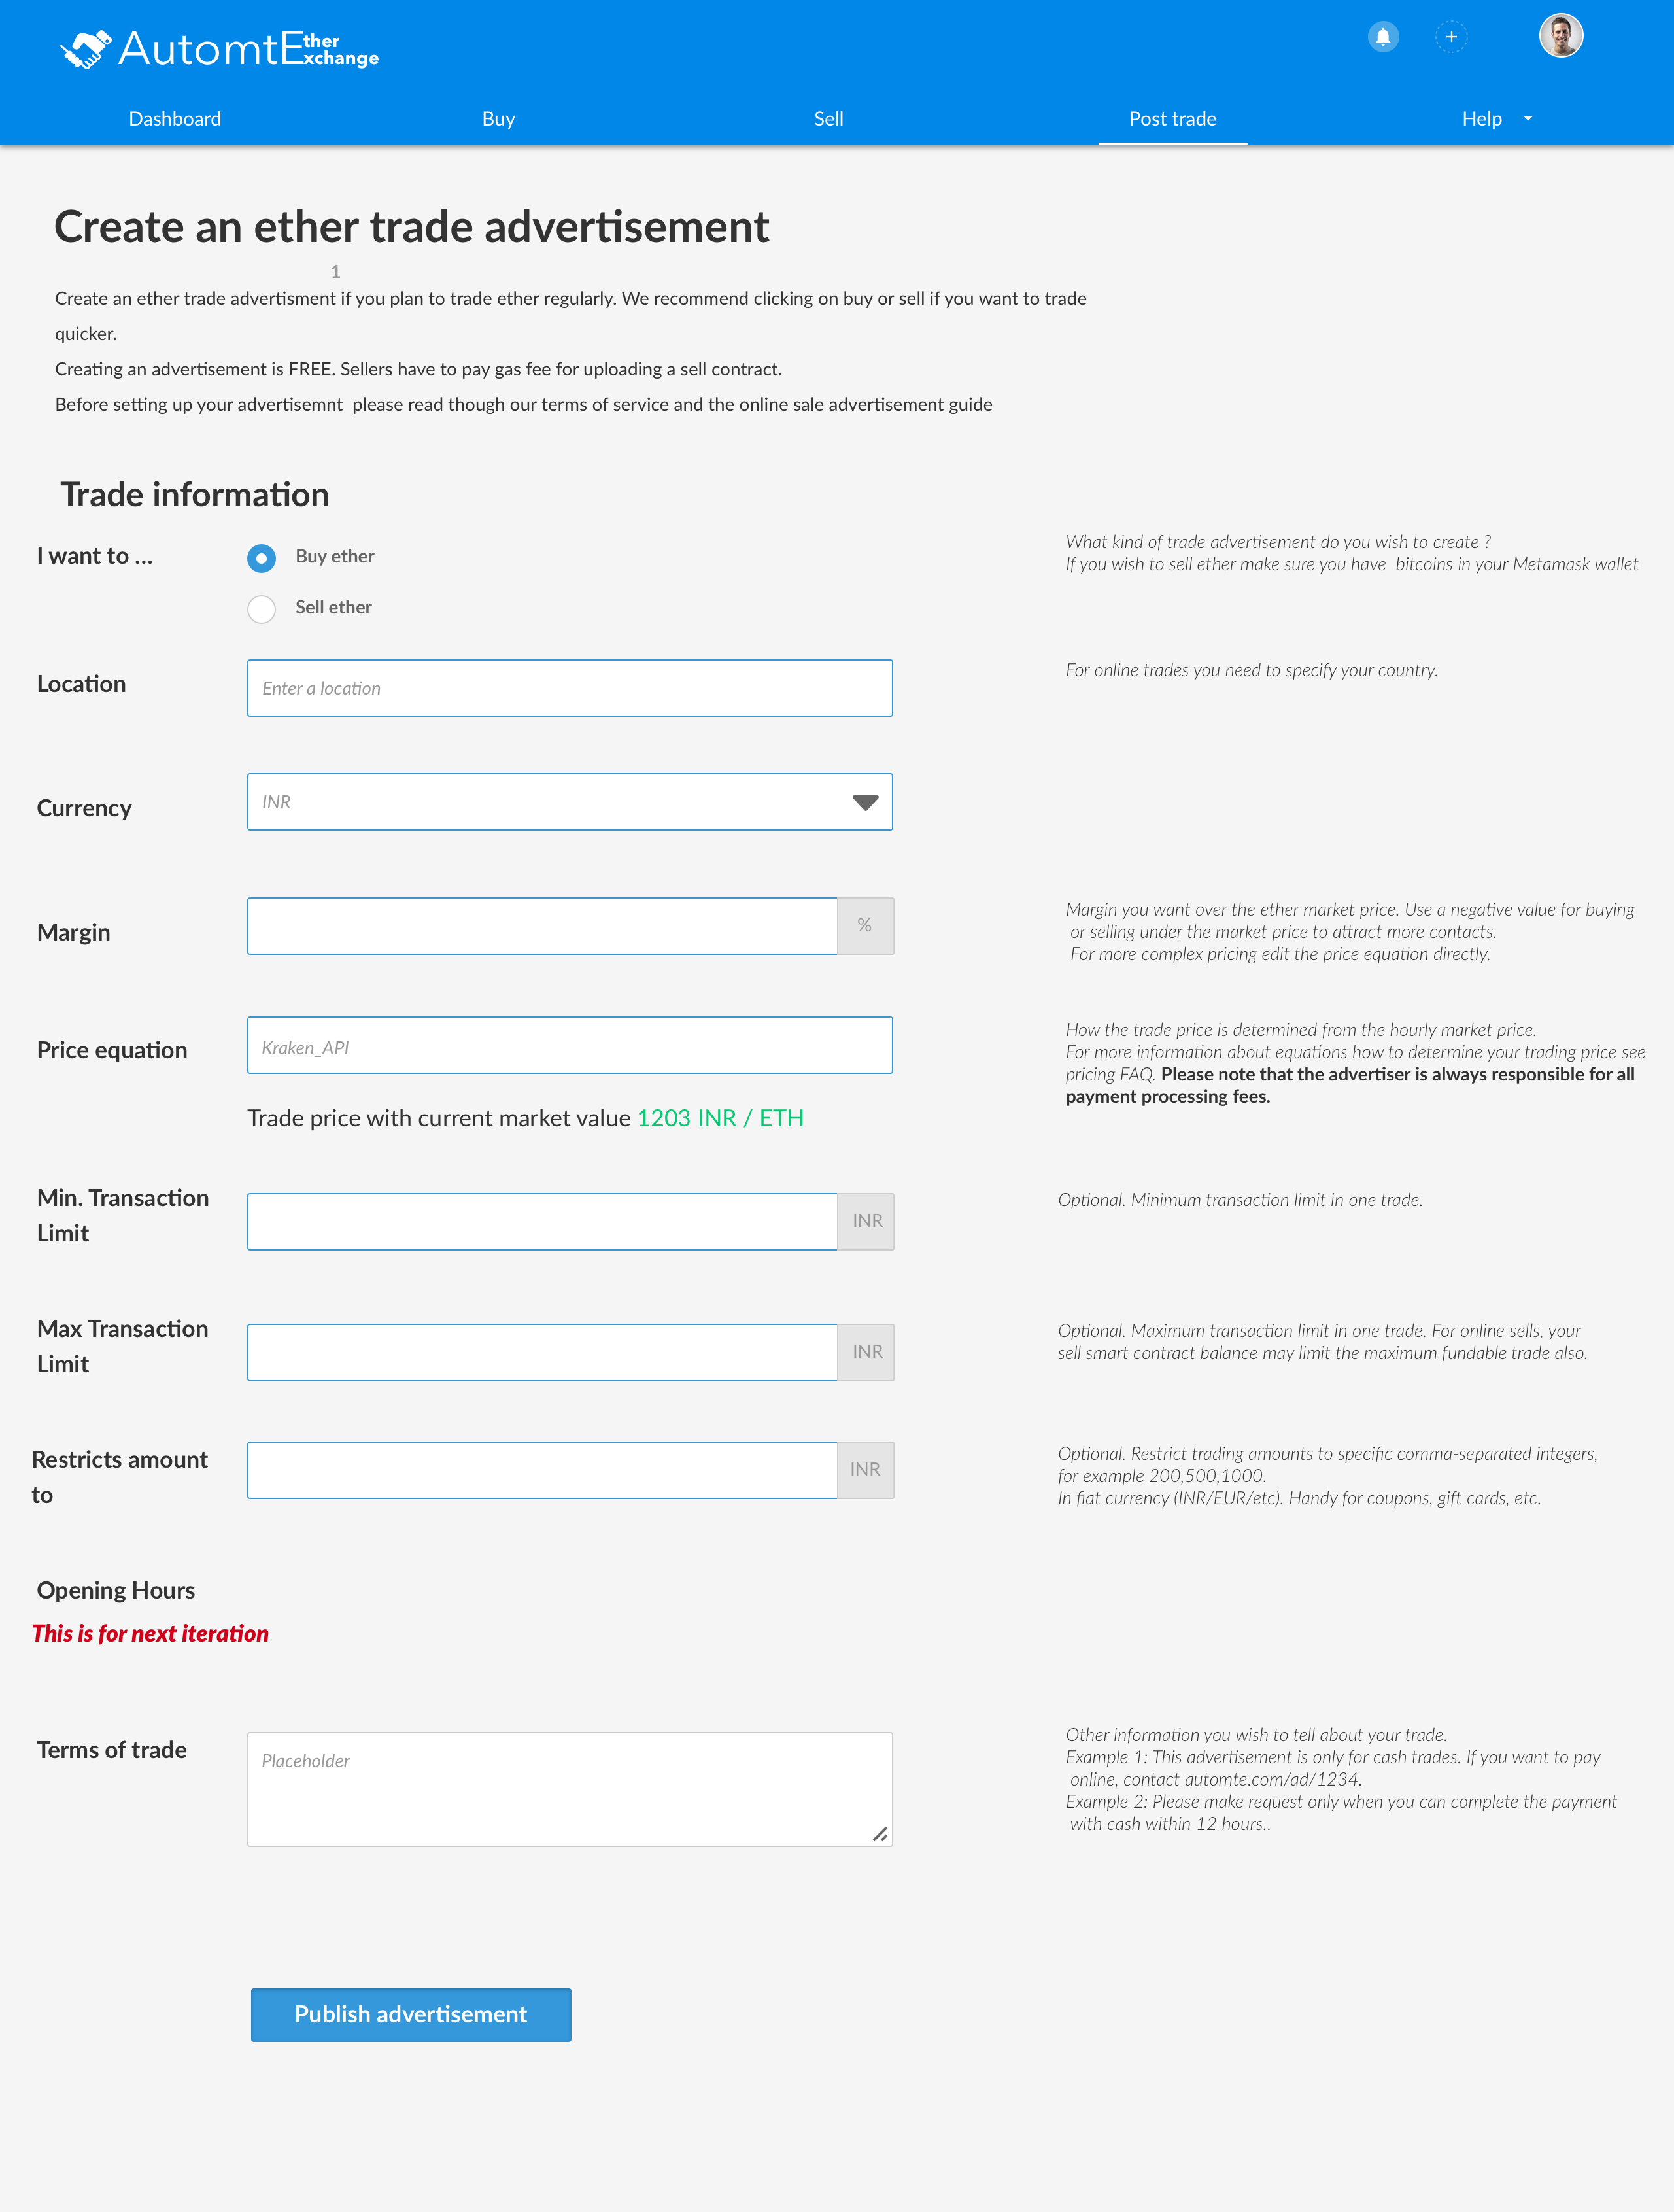 AutomtEther
xchange
+
Dashboard Buy Sell Post trade Help
Create an ether trade advertisement
1
Create an ether trade advertisment if you plan to trade ether regularly. We recommend clicking on buy or sell if you want to trade
quicker.
Creating an advertisement is FREE. Sellers have to pay gas fee for uploading a sell contract.
Before setting up your advertisemnt  please read though our terms of service and the online sale advertisement guide
Trade information
I want to ...
Buy ether
Sell ether
What kind of trade advertisement do you wish to create ?
If you wish to sell ether make sure you have  bitcoins in your Metamask wallet
Location
Enter a location
For online trades you need to specify your country.
Currency
INR
Margin
%
Margin you want over the ether market price. Use a negative value for buying
or selling under the market price to attract more contacts.
For more complex pricing edit the price equation directly.
Price equation
Kraken_API
How the trade price is determined from the hourly market price.
For more information about equations how to determine your trading price see
pricing FAQ. Please note that the advertiser is always responsible for all
payment processing fees.
Trade price with current market value 1203 INR / ETH
Min. Transaction
Limit
INR
Optional. Minimum transaction limit in one trade.
Max Transaction
Limit
INR
Optional. Maximum transaction limit in one trade. For online sells, your
sell smart contract balance may limit the maximum fundable trade also.
Restricts amount
to
INR
Optional. Restrict trading amounts to specific comma-separated integers,
for example 200,500,1000.
In fiat currency (INR/EUR/etc). Handy for coupons, gift cards, etc.
Opening Hours
This is for next iteration
Terms of trade
Placeholder
Other information you wish to tell about your trade.
Example 1: This advertisement is only for cash trades. If you want to pay
online, contact automte.com/ad/1234.
Example 2: Please make request only when you can complete the payment
with cash within 12 hours..
Publish advertisement